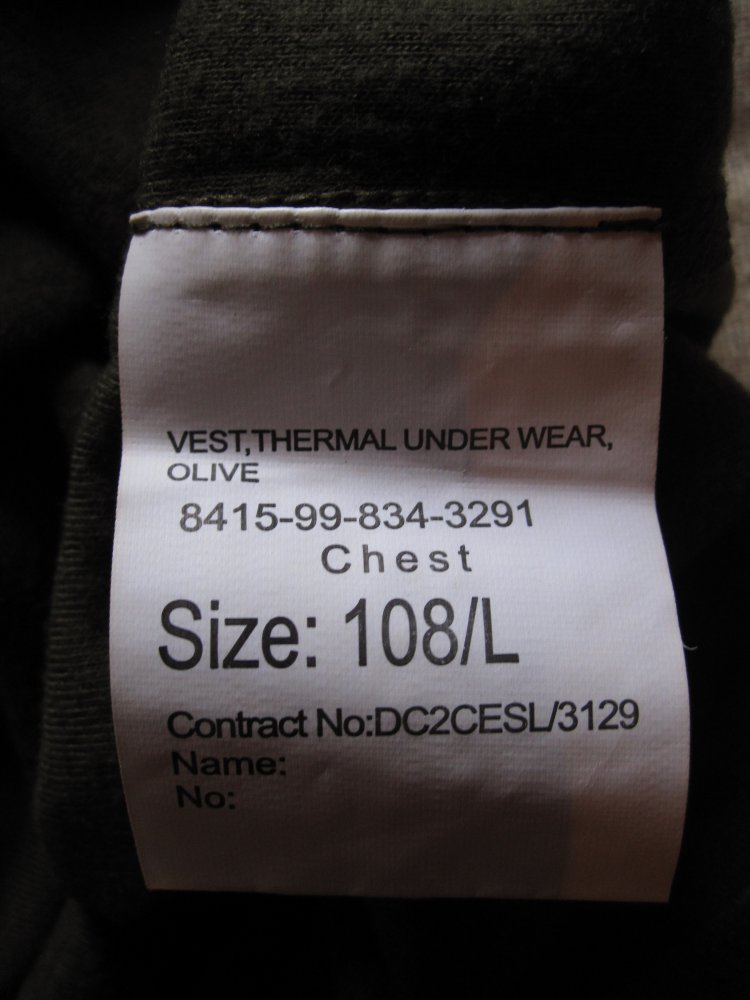 VEST,THERMAL UNDER WEAR,
OLIVE
8415-99-834-3291
Chest
Size: 108/L
Contract No:DC2CESL/3129
Name:
No: